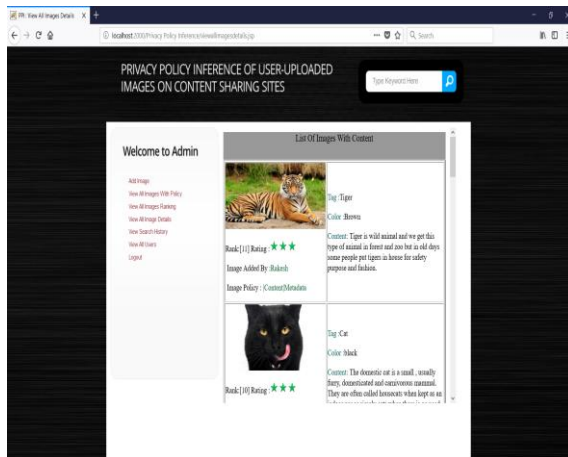 PPI: View All Images Details
localhost:2000/Privacy Policy Inference/viewallimagesdetails.jsp
Search
PRIVACY POLICY INFERENCE OF USER-UPLOADED
IMAGES ON CONTENT SHARING SITES
Type Keyword Here
Welcome to Admin
Add Image
View All Images With Policy
View All Images Ranking
View All Image Details
View Search History
View All Users
Logout
List Of Images With Content
Tag :Tiger
Color :Brown
Content: Tiger is wild animal and we get this
type of animal in forest and zoo but in old days
some people put tigers in house for safety
purpose and fashion.
Rank [11] Rating :
Image Added By :Rakesh
Image Policy : |Content|Metadata
Tag :Cat
Color :black
Content: The domestic cat is a small , usually
furry, domesticated and carnivorous mammal.
They are often called housecats when kept as an
Rank [10] Rating :